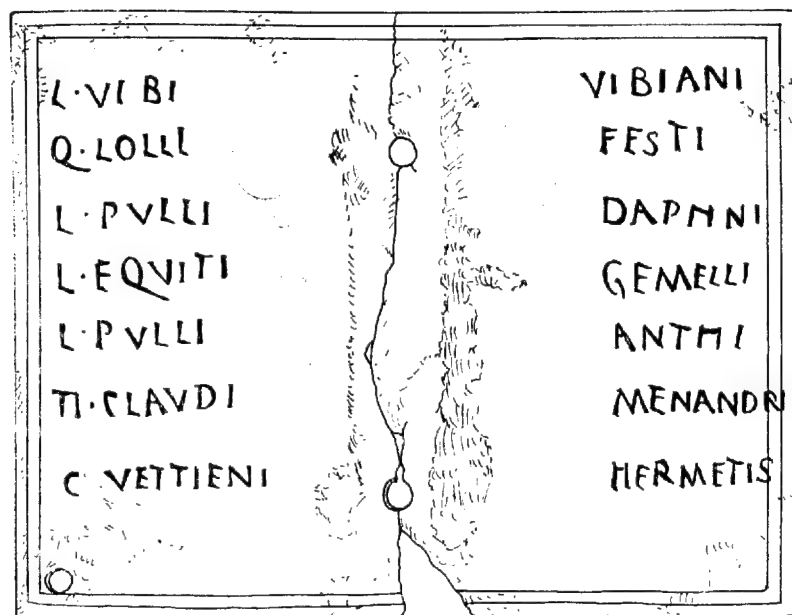 L·VIBI VIBIANI
Q·LOLLI FESTI
L·PVLLI DAPHNI
L·EQVITI GEMELLI
L·PVLLI ANTHI
TI·CLAVDI MENANDRI
C VETTIENI HERMETIS